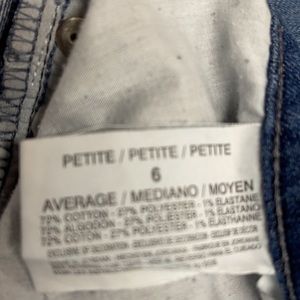 PETITE / PETITE / PETITE
6
AVERAGE / MEDIANO / MOYEN
72% COTTON - 27% POLYESTER - 1% ELASTANE
72% ALGODON - 27% POLIESTER - 1% ELASTANO
72% COTON - 27% POLYESTER - 1% ELASTHANNE